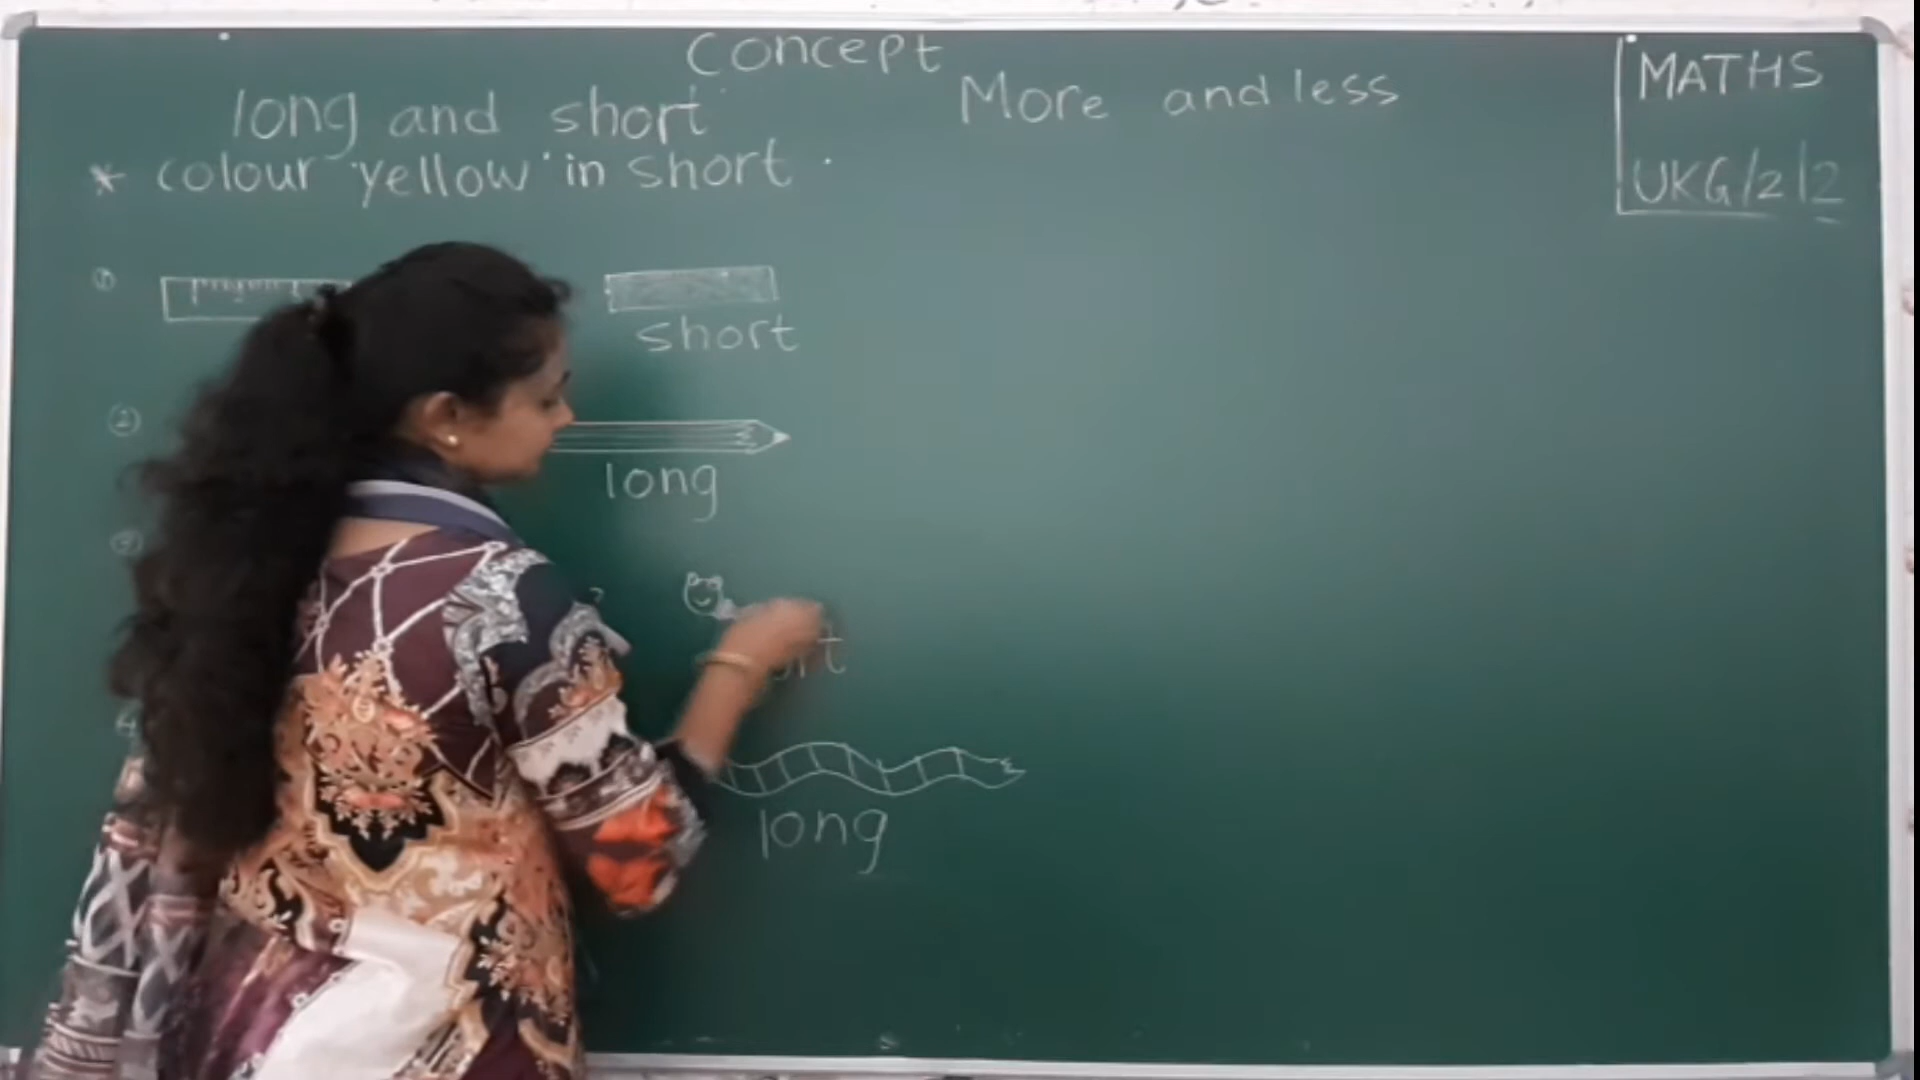 Concept
long and short
More and less
MATHS
UKG/2/2
* colour "yellow" in short.
①
short
②
long
③
4
long